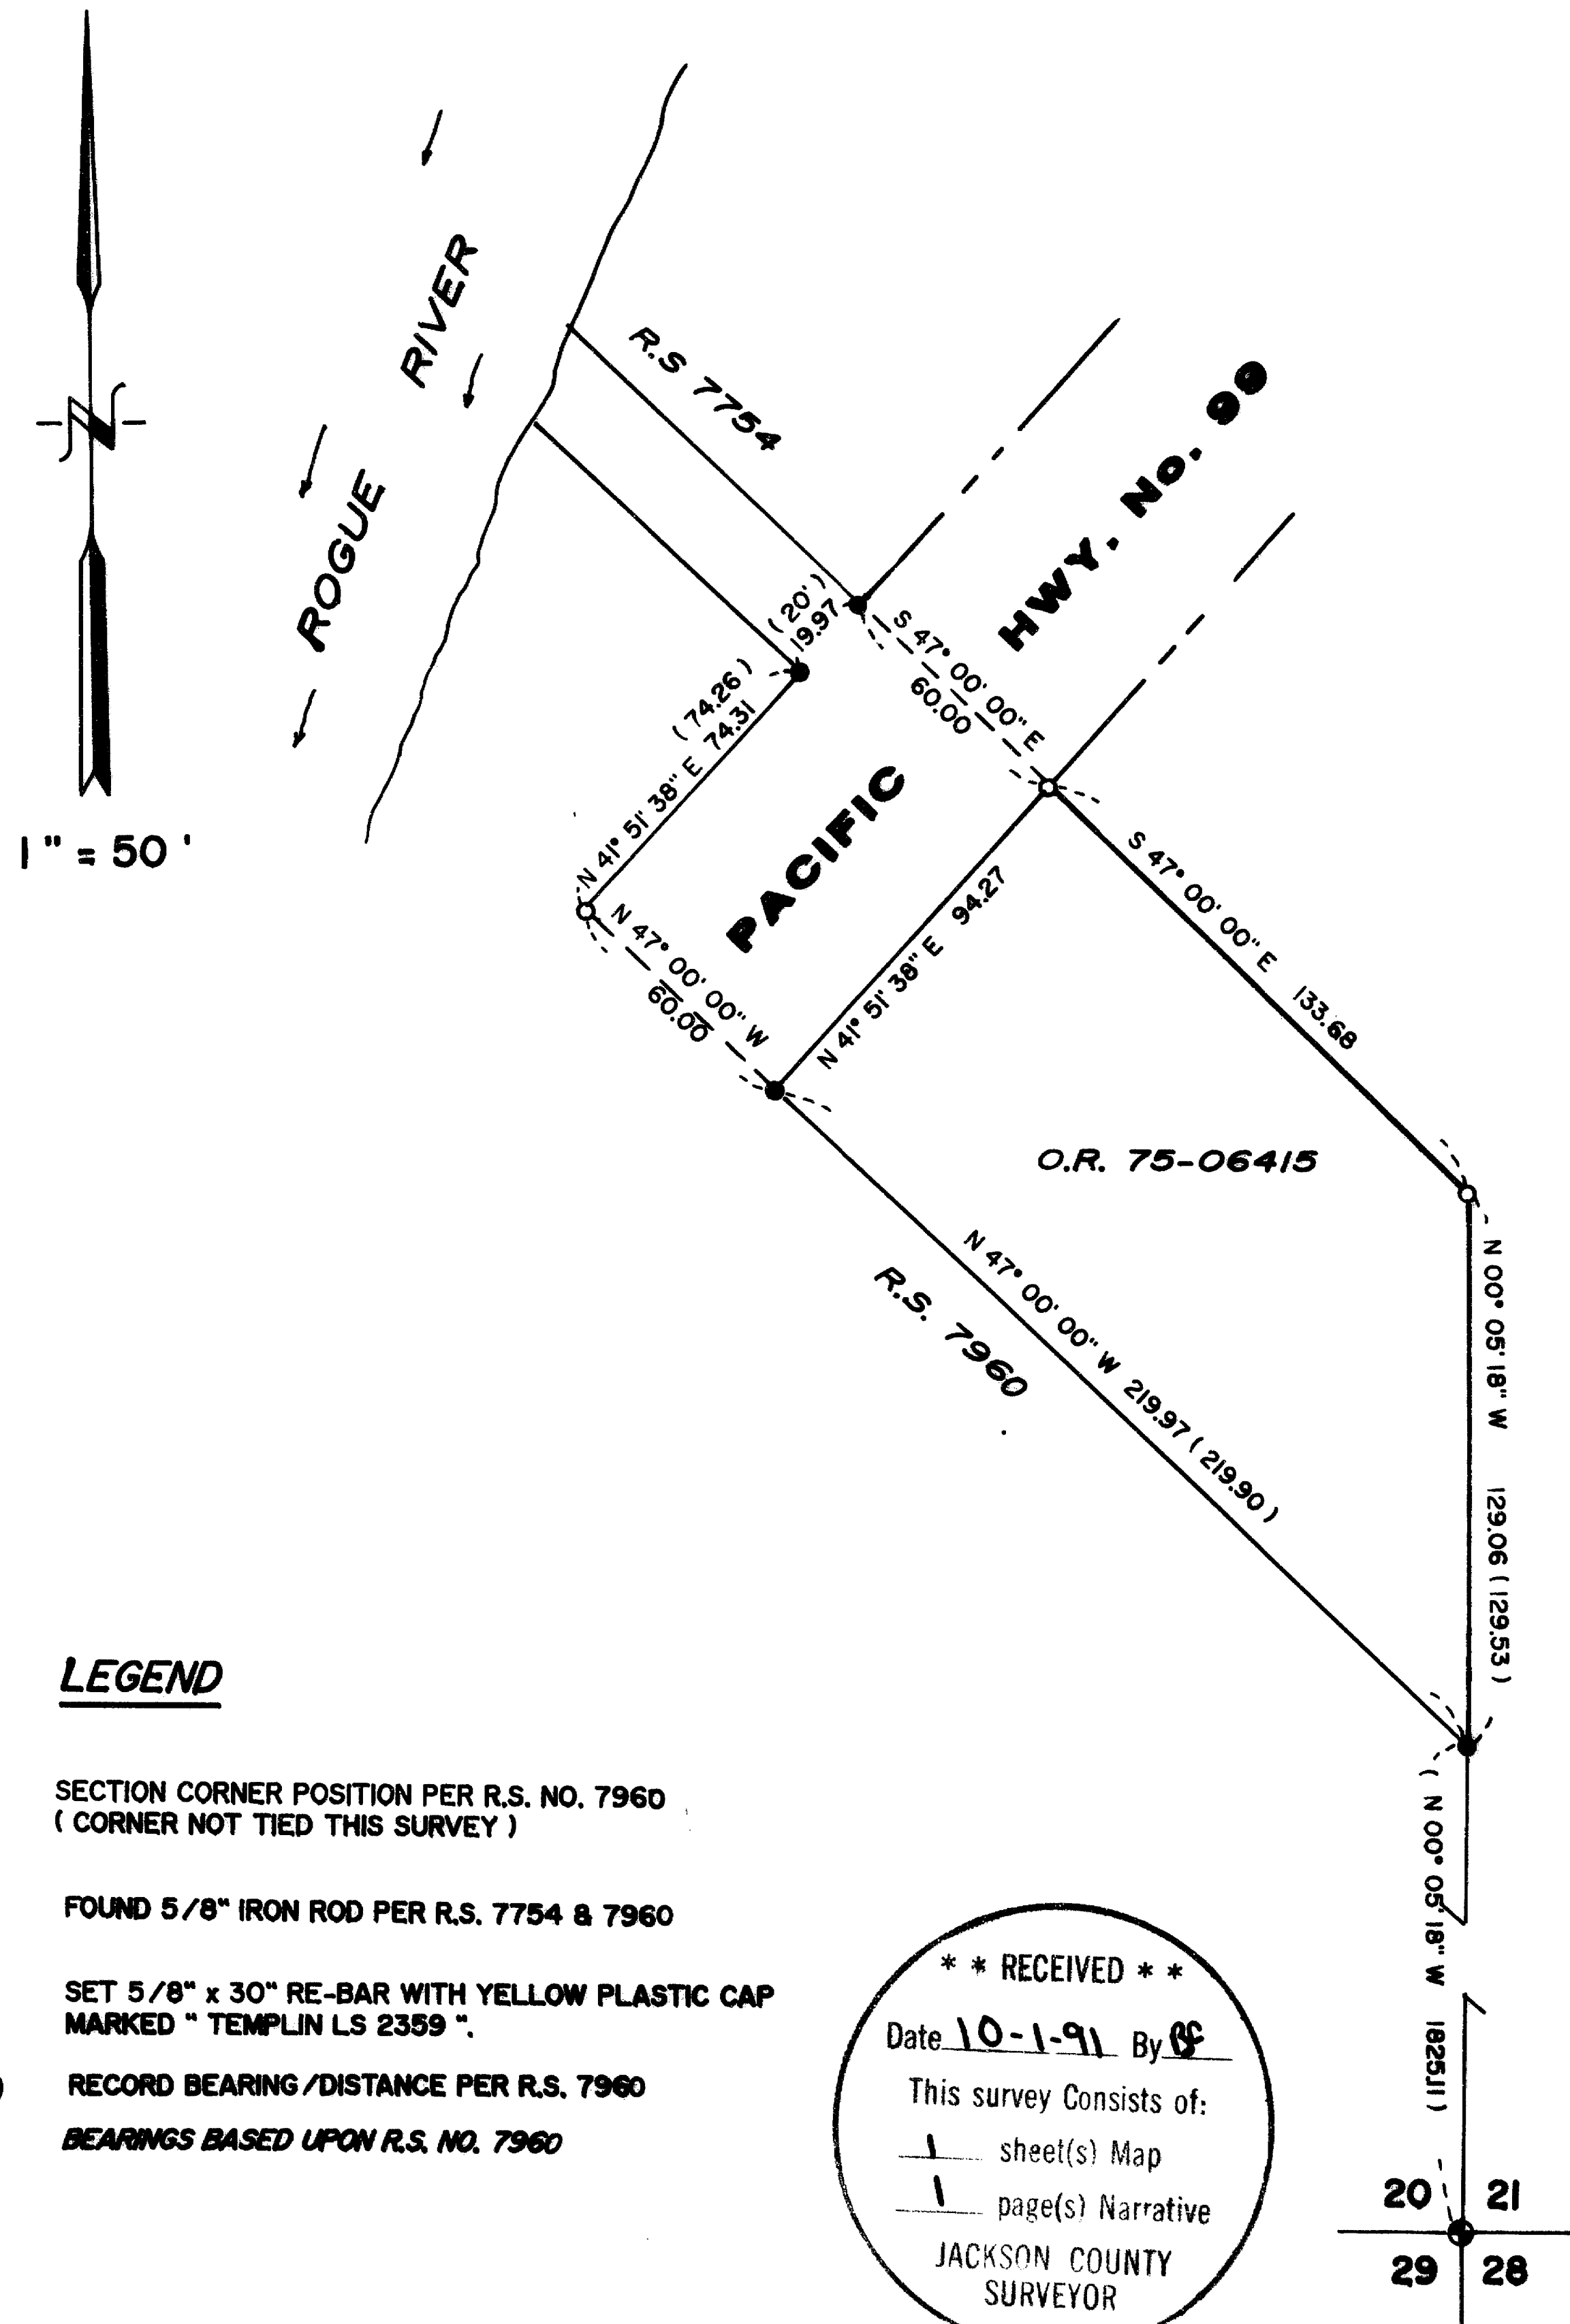 N
1" = 50'
ROGUE RIVER
R.S 7754
HWY. No. 99
PACIFIC
(20')
19.97
S 47° 00' 00" E
60.00
(74.26)
N 41° 51' 38" E 74.31
N 47° 00' 00" W
60.00
N 41° 51' 38" E 94.27
S 47° 00' 00" E 133.68
O.R. 75-06415
N 47° 00' 00" W 219.97 (219.90)
R.S. 7960
N 00° 05' 18" W 129.06 (129.53)
(N 00° 05' 18" W 1825.11)
20 21
29 28
LEGEND
SECTION CORNER POSITION PER R.S. NO. 7960
( CORNER NOT TIED THIS SURVEY )
FOUND 5/8" IRON ROD PER R.S. 7754 & 7960
SET 5/8" x 30" RE-BAR WITH YELLOW PLASTIC CAP
MARKED " TEMPLIN LS 2359 ".
) RECORD BEARING/DISTANCE PER R.S. 7960
BEARINGS BASED UPON R.S. NO. 7960
* * RECEIVED * *
Date 10-1-91 By BF
This survey Consists of:
1 sheet(s) Map
1 page(s) Narrative
JACKSON COUNTY
SURVEYOR